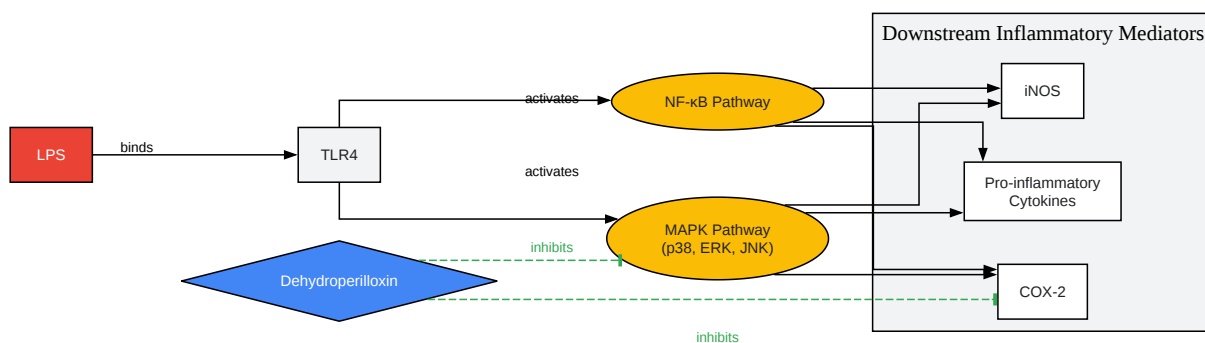 Downstream Inflammatory Mediators
LPS
binds
TLR4
activates
activates
NF-κB Pathway
MAPK Pathway
(p38, ERK, JNK)
iNOS
Pro-inflammatory
Cytokines
COX-2
Dehydroperilloxin
inhibits
inhibits